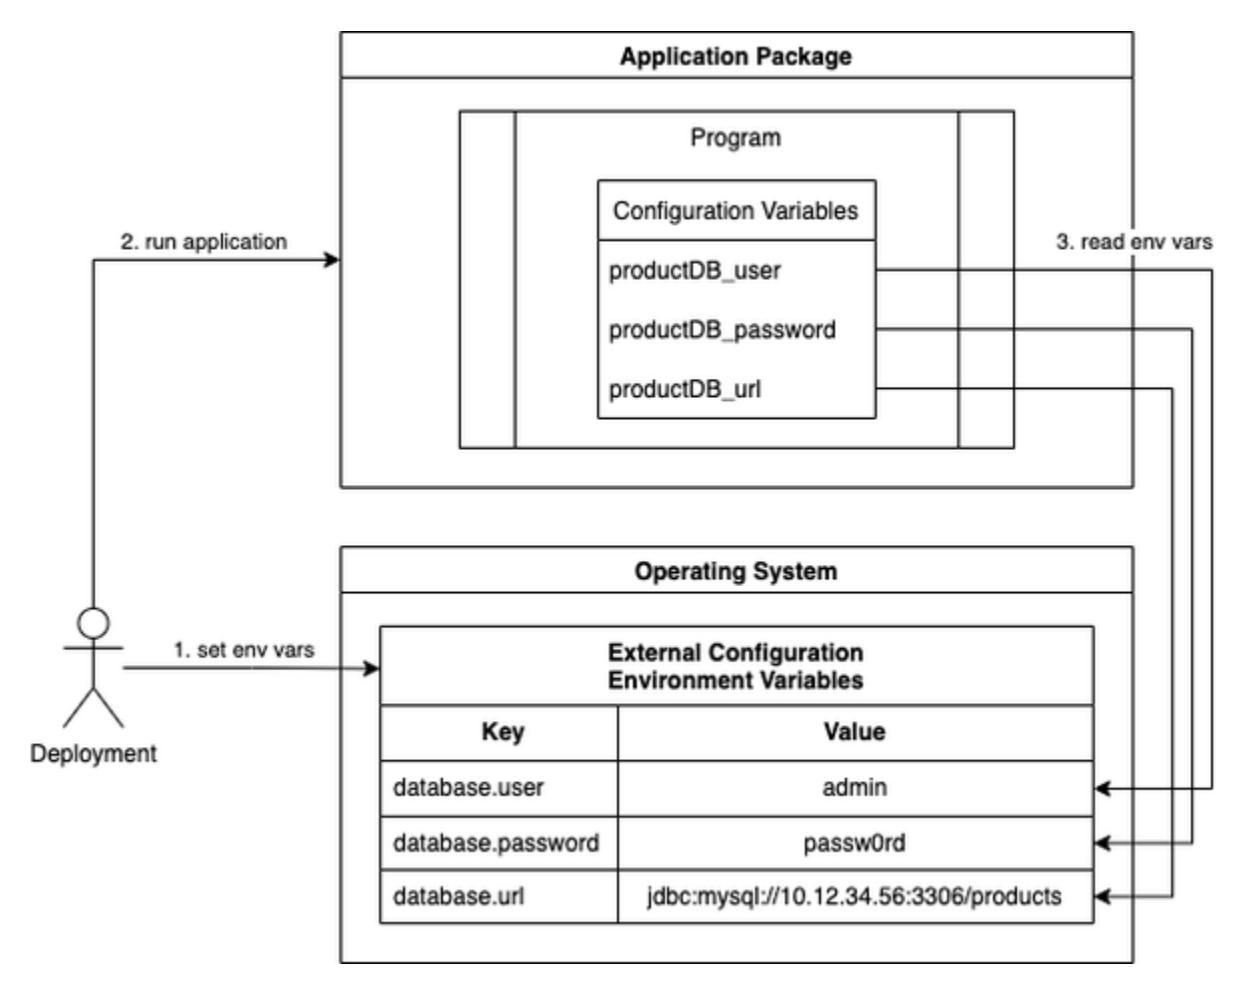 Application Package
Program
Configuration Variables
2. run application
3. read env vars
productDB_user
productDB_password
productDB_url
Operating System
1. set env vars
External Configuration
Environment Variables
Key Value
Deployment
database.user admin
database.password passw0rd
database.url jdbc:mysql://10.12.34.56:3306/products